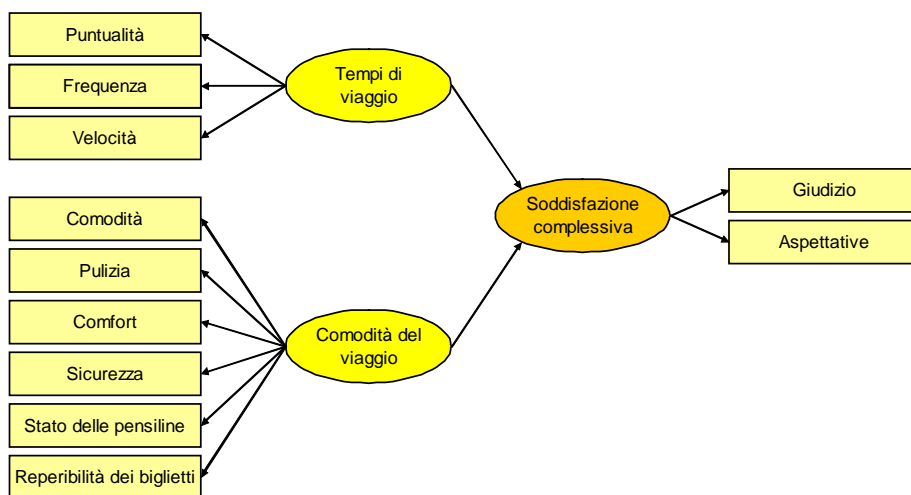 Puntualità
Frequenza
Velocità
Tempi di
viaggio
Comodità
Pulizia
Comfort
Sicurezza
Stato delle pensiline
Reperibilità dei biglietti
Comodità del
viaggio
Soddisfazione
complessiva
Giudizio
Aspettative